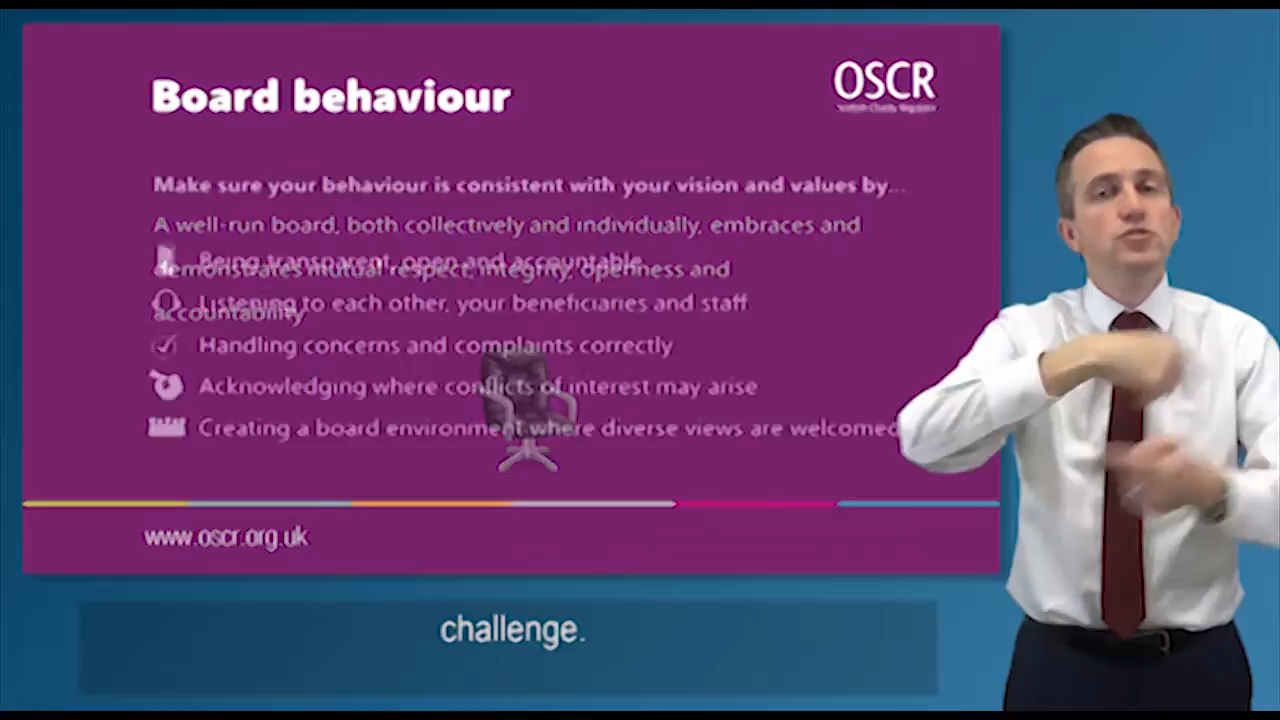 Board behaviour
OSCR
Scottish Charity Regulator
Make sure your behaviour is consistent with your vision and values by...
A well-run board, both collectively and individually, embraces and
Being transparent, open and accountable
demonstrates mutual respect, integrity, openness and
Listening to each other, your beneficiaries and staff
accountability
Handling concerns and complaints correctly
Acknowledging where conflicts of interest may arise
Creating a board environment where diverse views are welcomed
www.oscr.org.uk
challenge.